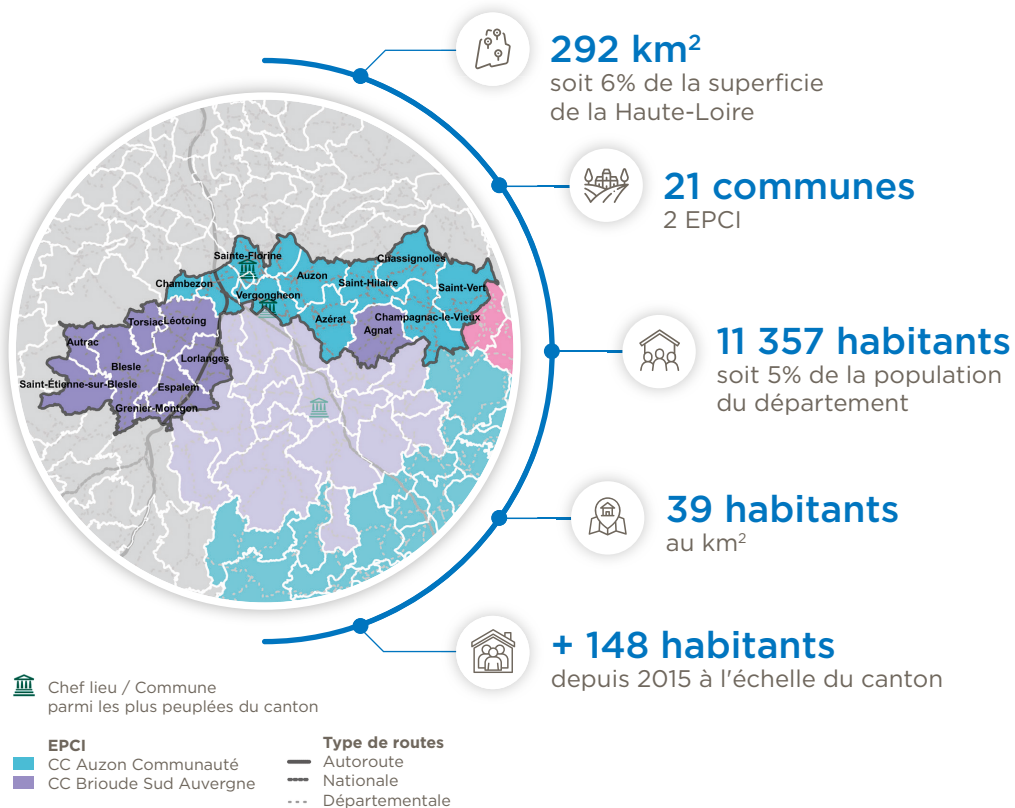 292 km²
soit 6% de la superficie
de la Haute-Loire
21 communes
2 EPCI
11 357 habitants
soit 5% de la population
du département
39 habitants
au km²
+ 148 habitants
depuis 2015 à l'échelle du canton
Sainte-Florine
Chassignolles
Chambezon
Auzon
Saint-Hilaire
Saint-Vert
Vergongheon
Azérat
Champagnac-le-Vieux
Agnat
Torsiac
Léotoing
Autrac
Blesle
Lorlanges
Saint-Étienne-sur-Blesle
Espalem
Grenier-Montgon
Chef lieu / Commune
parmi les plus peuplées du canton
EPCI
CC Auzon Communauté
CC Brioude Sud Auvergne
Type de routes
Autoroute
Nationale
Départementale